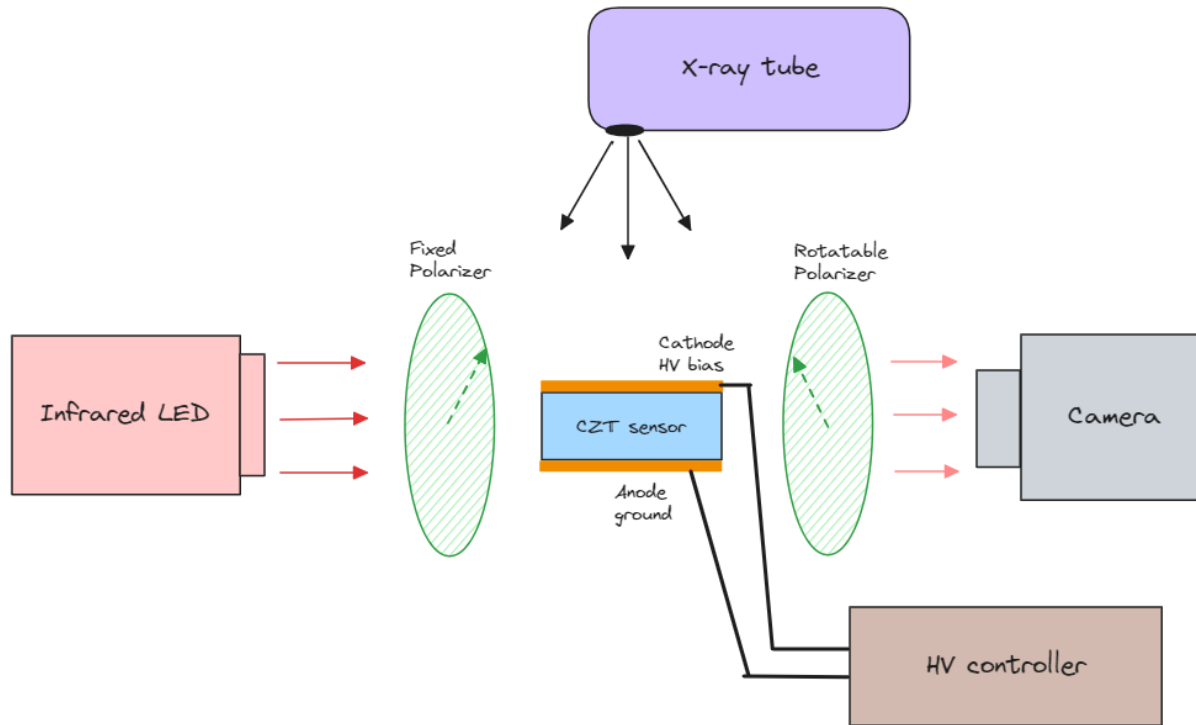 X-ray tube
Fixed
Polarizer
Rotatable
Polarizer
Cathode
HV bias
Infrared LED
CZT sensor
Camera
Anode
ground
HV controller